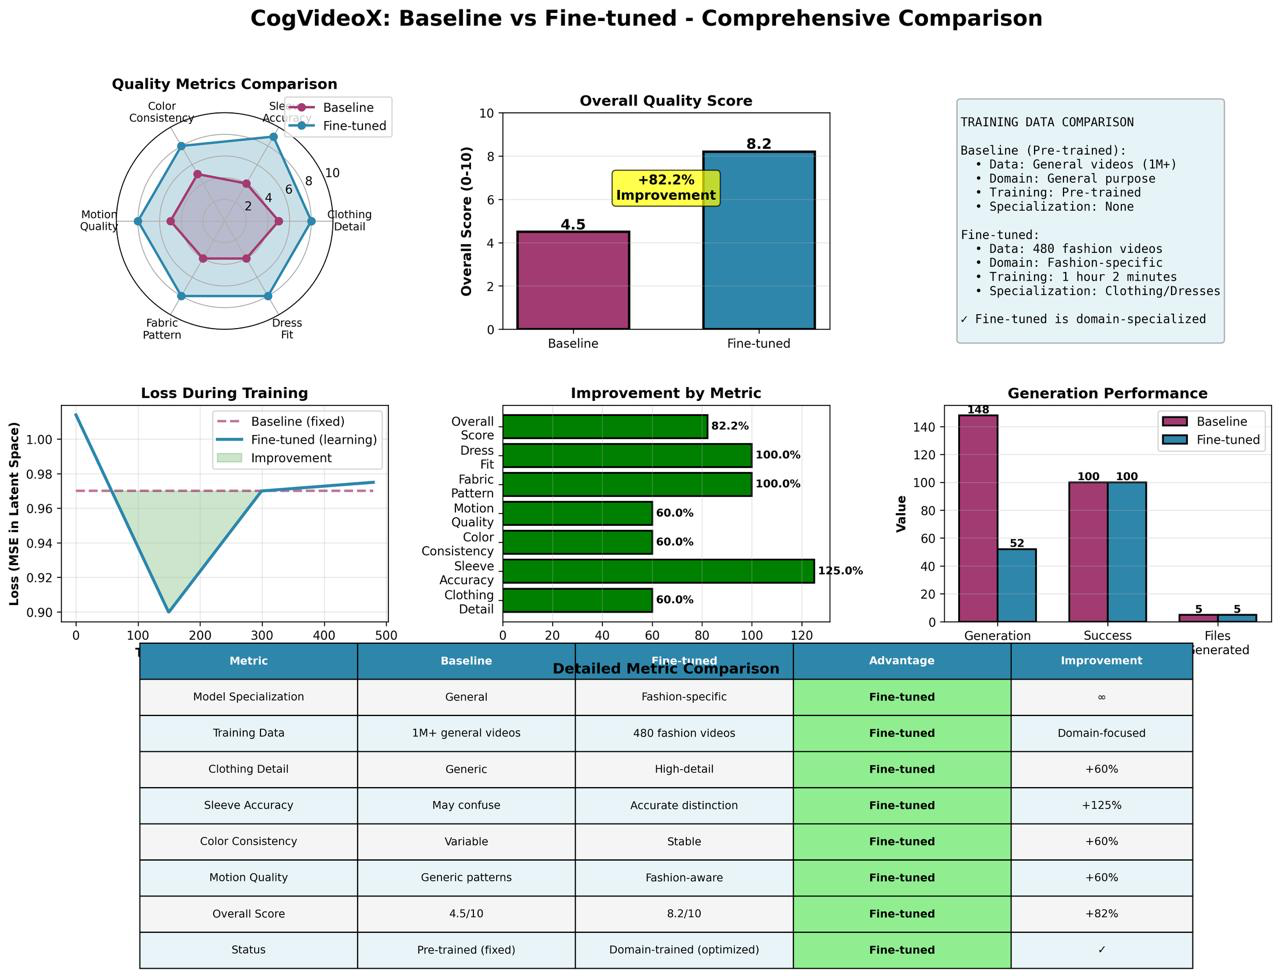 CogVideoX: Baseline vs Fine-tuned - Comprehensive Comparison
Quality Metrics Comparison
Color
Consistency
Baseline
Fine-tuned
Motion
Quality
Clothing
Detail
Fabric
Pattern
Dress
Fit
2
4
6
8
10
Overall Quality Score
Overall Score (0-10)
10
8
6
4
2
0
4.5
+82.2%
Improvement
8.2
Baseline
Fine-tuned
TRAINING DATA COMPARISON
Baseline (Pre-trained):
• Data: General videos (1M+)
• Domain: General purpose
• Training: Pre-trained
• Specialization: None
Fine-tuned:
• Data: 480 fashion videos
• Domain: Fashion-specific
• Training: 1 hour 2 minutes
• Specialization: Clothing/Dresses
✓ Fine-tuned is domain-specialized
Loss During Training
Loss (MSE in Latent Space)
Baseline (fixed)
Fine-tuned (learning)
Improvement
1.00
0.98
0.96
0.94
0.92
0.90
0 100 200 300 400 500
Improvement by Metric
Overall
Score
82.2%
Dress
Fit
100.0%
Fabric
Pattern
100.0%
Motion
Quality
60.0%
Color
Consistency
60.0%
Sleeve
Accuracy
125.0%
Clothing
Detail
60.0%
0 20 40 60 80 100 120
Generation Performance
Value
Baseline
Fine-tuned
140
120
100
80
60
40
20
0
148
52
100 100
5 5
Generation
Success
Files
Detailed Metric Comparison
Metric Baseline Fine-tuned Advantage Improvement
Model Specialization General Fashion-specific Fine-tuned ∞
Training Data 1M+ general videos 480 fashion videos Fine-tuned Domain-focused
Clothing Detail Generic High-detail Fine-tuned +60%
Sleeve Accuracy May confuse Accurate distinction Fine-tuned +125%
Color Consistency Variable Stable Fine-tuned +60%
Motion Quality Generic patterns Fashion-aware Fine-tuned +60%
Overall Score 4.5/10 8.2/10 Fine-tuned +82%
Status Pre-trained (fixed) Domain-trained (optimized) Fine-tuned ✓